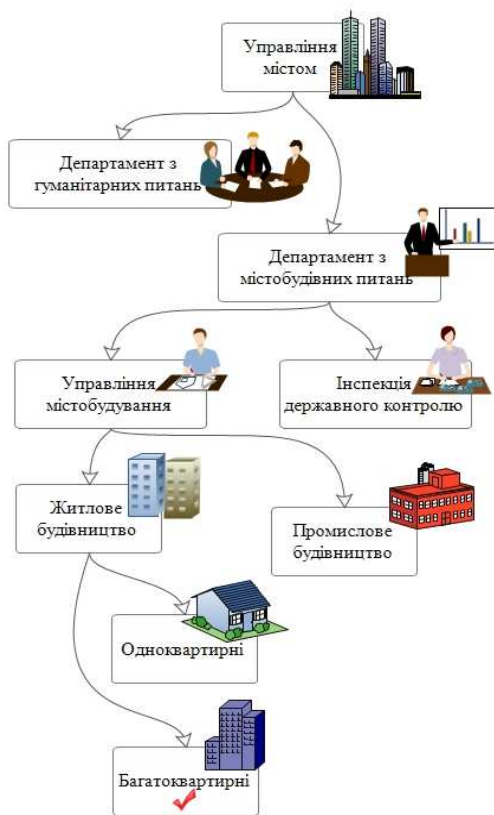 Управління
містом
Департамент з
гуманітарних питань
Департамент з
містобудівних питань
Управління
містобудування
Інспекція
державного контролю
Житлове
будівництво
Промислове
будівництво
Одноквартирні
Багатоквартирні